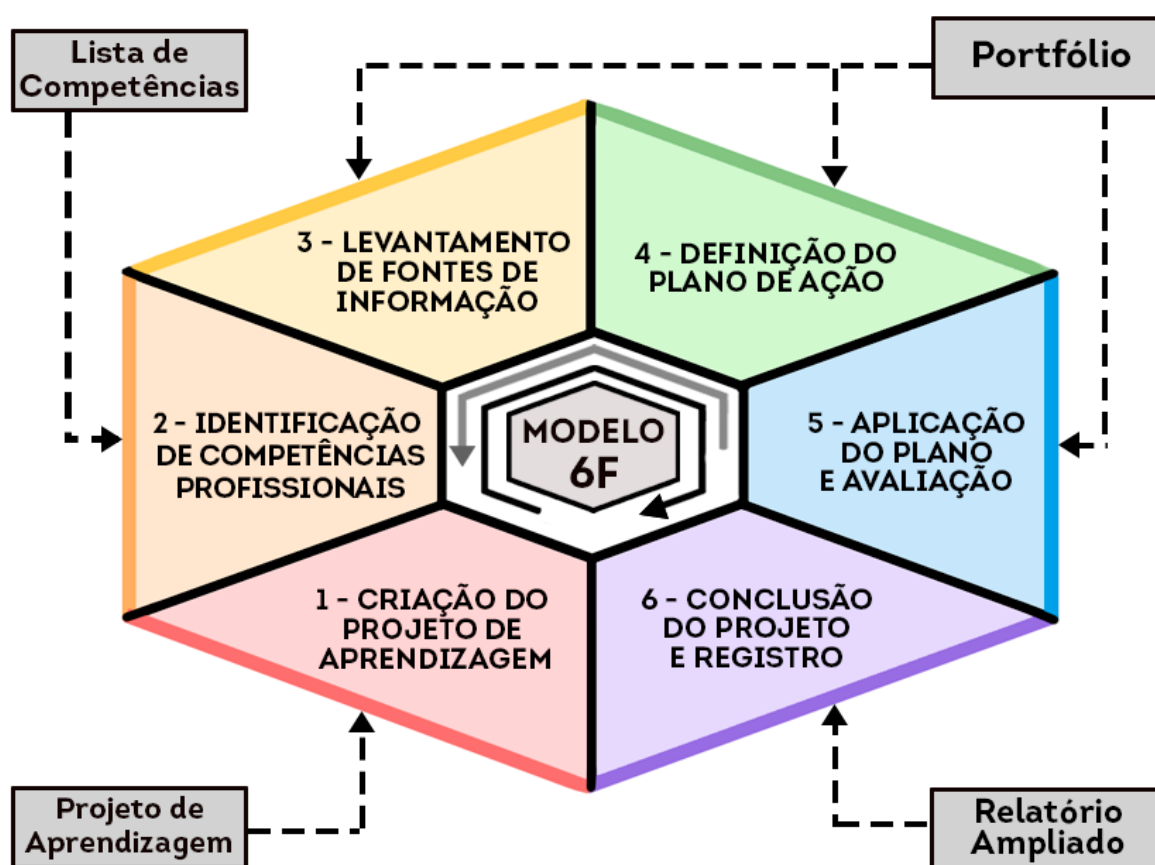 Lista de
Competências
Portfólio
3 - LEVANTAMENTO
DE FONTES DE
INFORMAÇÃO
4 - DEFINIÇÃO DO
PLANO DE AÇÃO
2 - IDENTIFICAÇÃO
DE COMPETÊNCIAS
PROFISSIONAIS
MODELO
6F
5 - APLICAÇÃO
DO PLANO
E AVALIAÇÃO
1 - CRIAÇÃO DO
PROJETO DE
APRENDIZAGEM
6 - CONCLUSÃO
DO PROJETO
E REGISTRO
Projeto de
Aprendizagem
Relatório
Ampliado